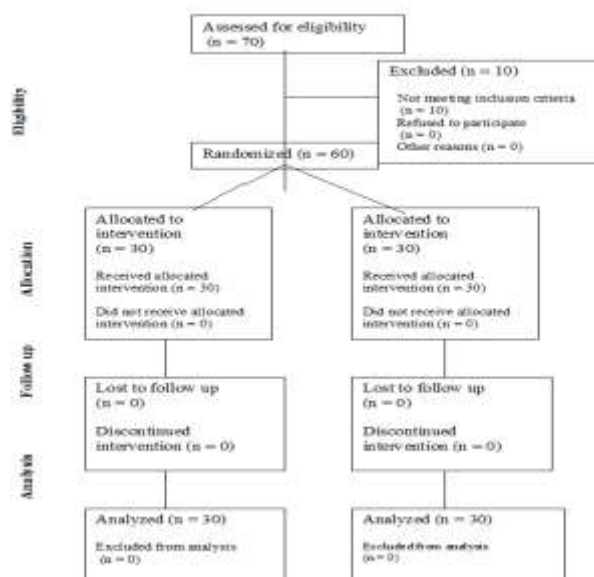 Assessed for eligibility
(n = 70)
Excluded (n = 10)
Not meeting inclusion criteria
(n = 10)
Refused to participate
(n = 0)
Other reasons (n = 0)
Eligibility
Randomized (n = 60)
Allocation
Allocated to
intervention
(n = 30)
Received allocated
intervention (n = 30)
Did not receive allocated
intervention (n = 0)
Allocated to
intervention
(n = 30)
Received allocated
intervention (n = 30)
Did not receive allocated
intervention (n = 0)
Follow up
Lost to follow up
(n = 0)
Discontinued
intervention (n = 0)
Lost to follow up
(n = 0)
Discontinued
intervention (n = 0)
Analysis
Analyzed (n = 30)
Excluded from analysis
(n = 0)
Analyzed (n = 30)
Excluded from analysis
(n = 0)